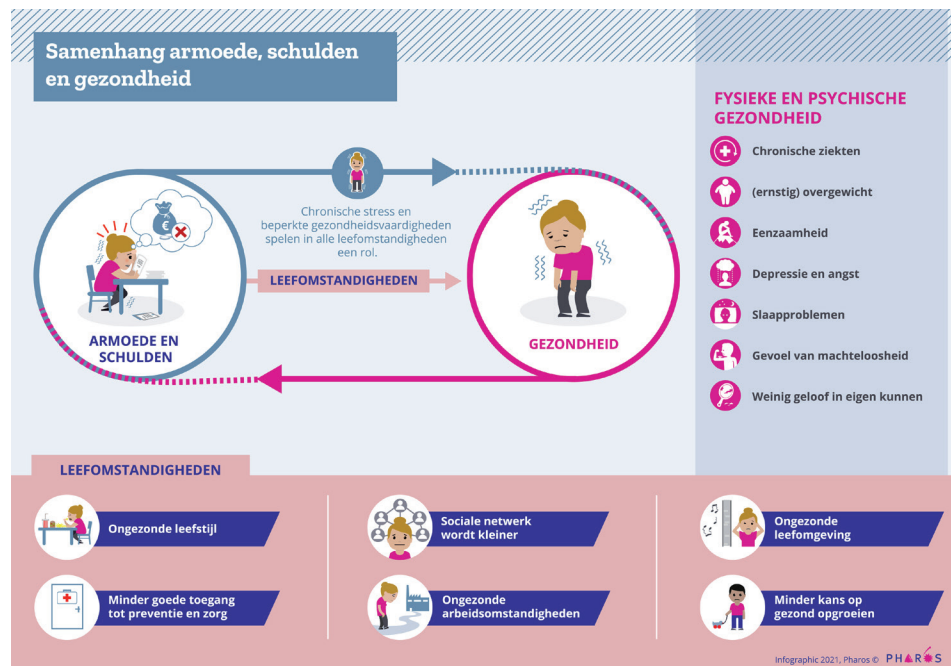 Samenhang armoede, schulden
en gezondheid
Chronische stress en
beperkte gezondheidsvaardigheden
spelen in alle leefomstandigheden
een rol.
LEEFOMSTANDIGHEDEN
€
ARMOEDE EN
SCHULDEN
GEZONDHEID
FYSIEKE EN PSYCHISCHE
GEZONDHEID
Chronische ziekten
(ernstig) overgewicht
Eenzaamheid
Depressie en angst
Slaapproblemen
Gevoel van machteloosheid
Weinig geloof in eigen kunnen
LEEFOMSTANDIGHEDEN
Ongezonde leefstijl
Sociale netwerk
wordt kleiner
Ongezonde
leefomgeving
Minder goede toegang
tot preventie en zorg
Ongezonde
arbeidsomstandigheden
Minder kans op
gezond opgroeien
Infographic 2021, Pharos © PHAROS